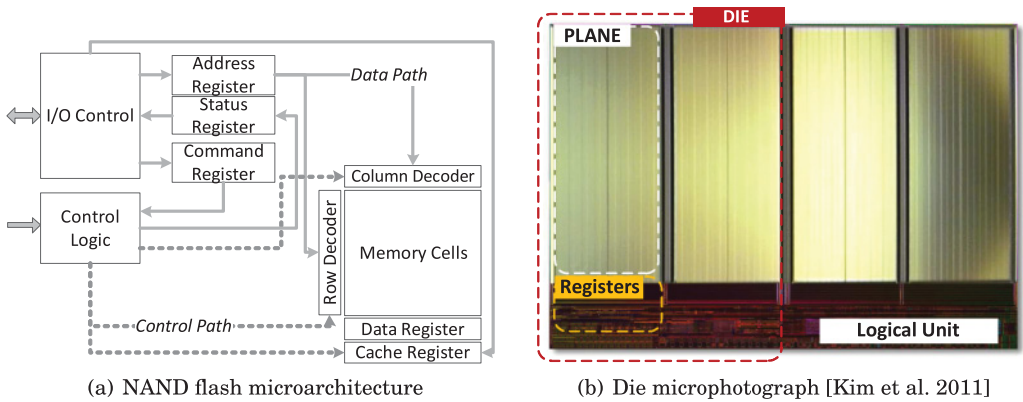 I/O Control
Address
Register
Status
Register
Command
Register
Control
Logic
Data Path
Column Decoder
Row Decoder
Memory Cells
Control Path
Data Register
Cache Register
(a) NAND flash microarchitecture
DIE
PLANE
Registers
Logical Unit
(b) Die microphotograph [Kim et al. 2011]